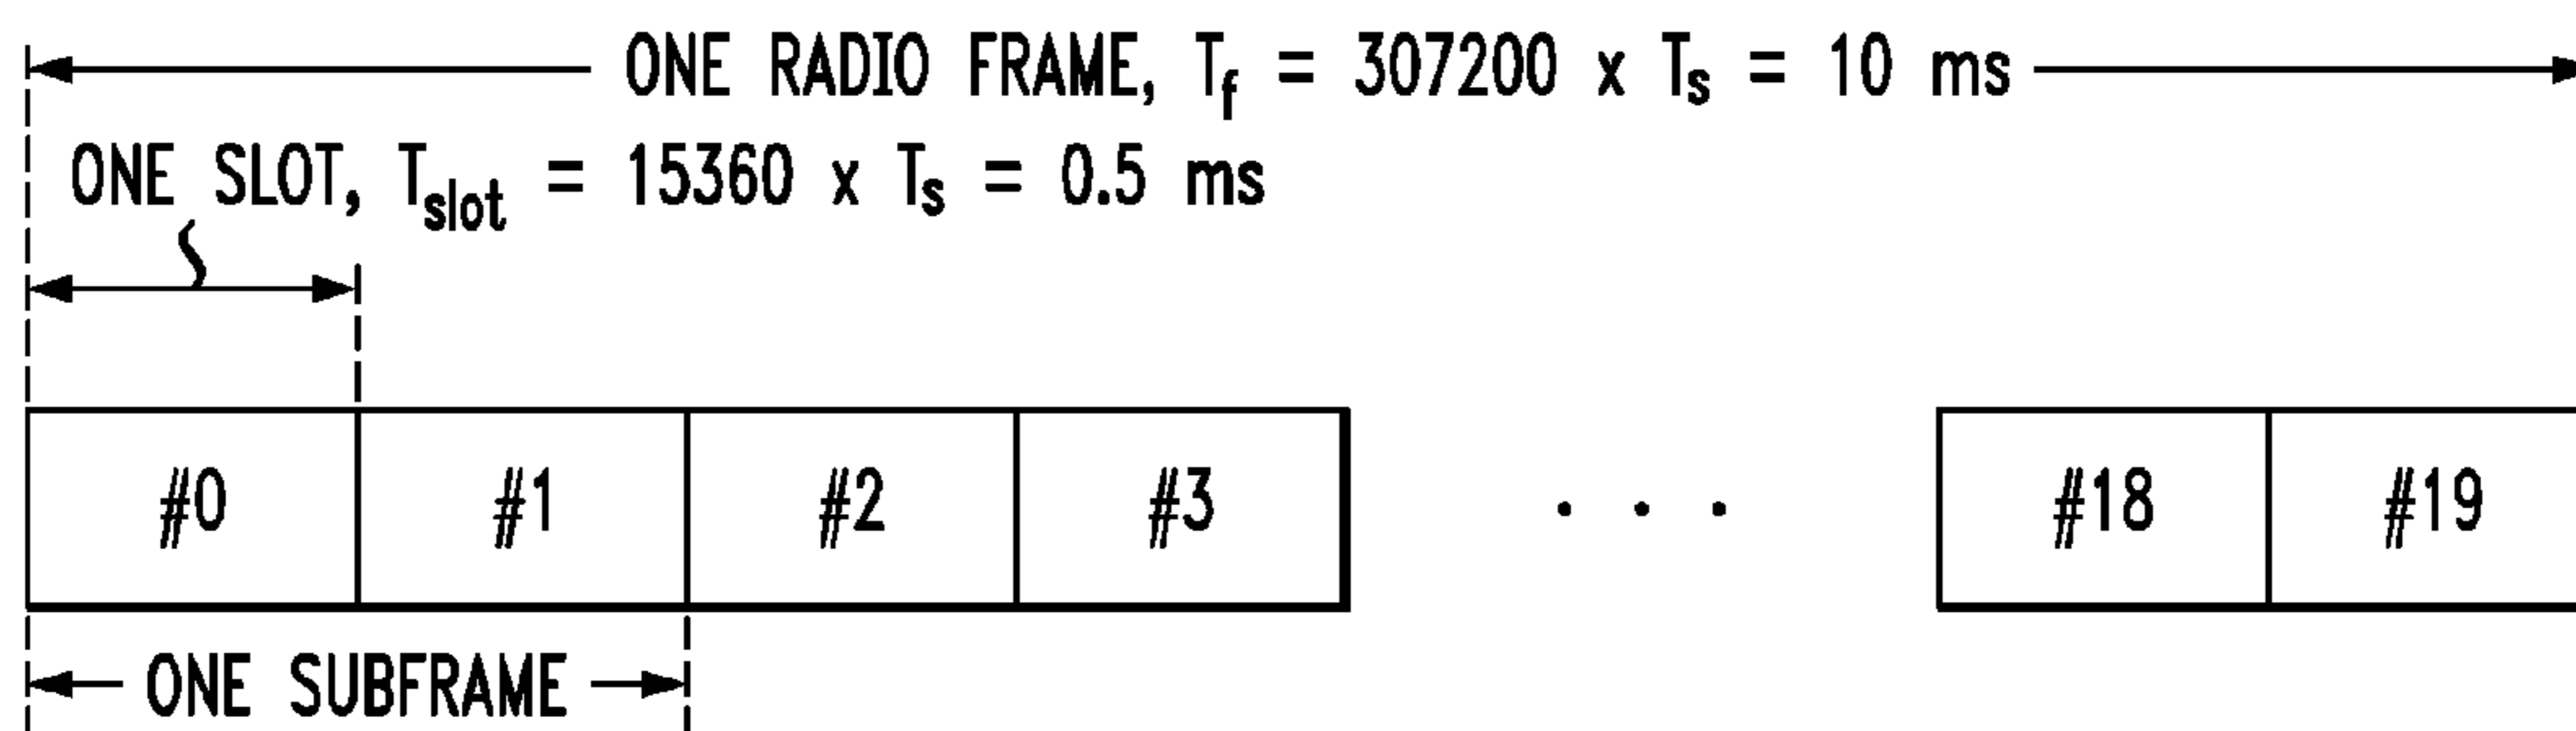 ONE RADIO FRAME, Tf = 307200 x Ts = 10 ms
ONE SLOT, Tslot = 15360 x Ts = 0.5 ms
#0 #1 #2 #3 . . . #18 #19
ONE SUBFRAME